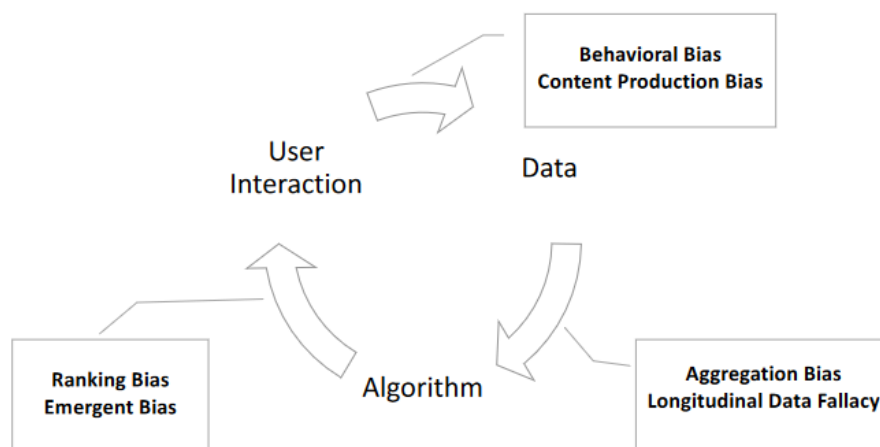 Behavioral Bias
Content Production Bias
User
Interaction
Data
Ranking Bias
Emergent Bias
Algorithm
Aggregation Bias
Longitudinal Data Fallacy